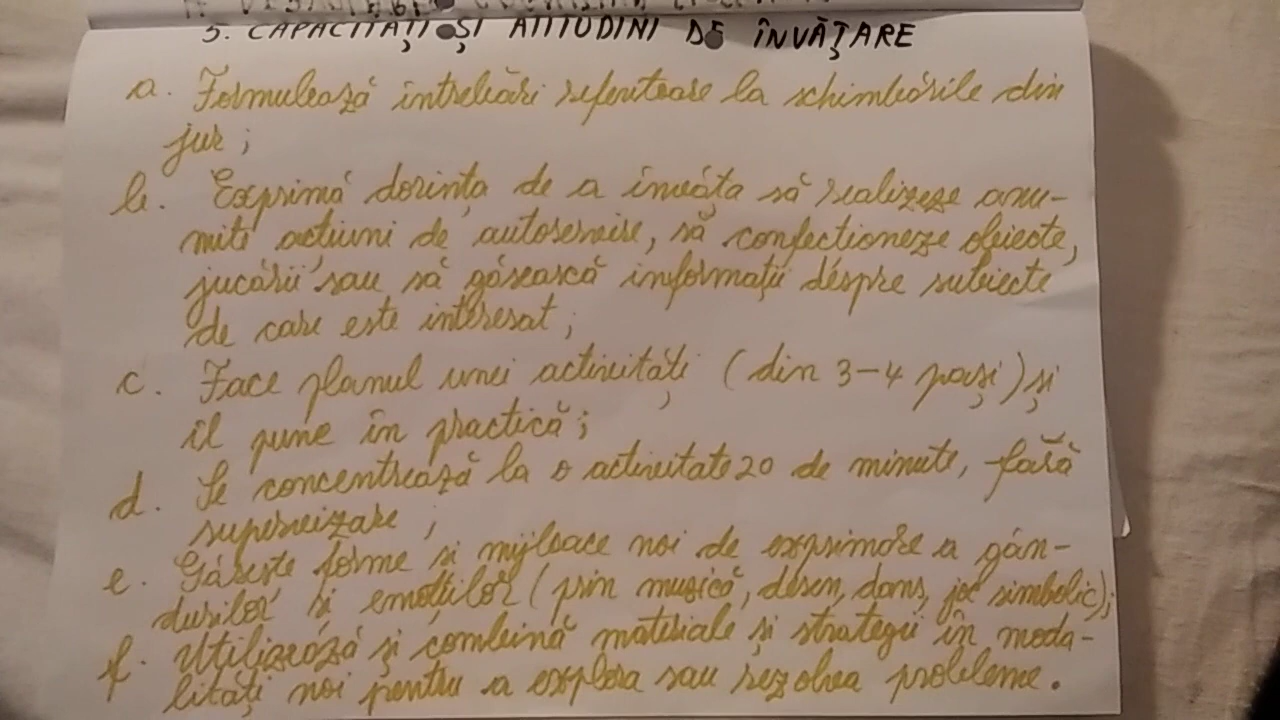 5. CAPACITĂȚI ȘI ATITUDINI DE ÎNVĂȚARE
a. Formulează întrebări referitoare la schimbările din
jur;
b. Exprimă dorința de a învăța să realizeze anu-
mite acțiuni de autoservire, să confecționeze obiecte,
jucării sau să găsească informații despre subiecte
de care este interesat;
c. Face planul unei activități (din 3-4 pași) și
îl pune în practică;
d. Se concentrează la o activitate 20 de minute, fără
supervizare;
e. Găsește forme și mijloace noi de exprimare a gân-
durilor și emoțiilor (prin muzică, desen, dans, joc simbolic);
f. Utilizează și combină materiale și strategii în moda-
lități noi pentru a explora sau rezolva probleme.